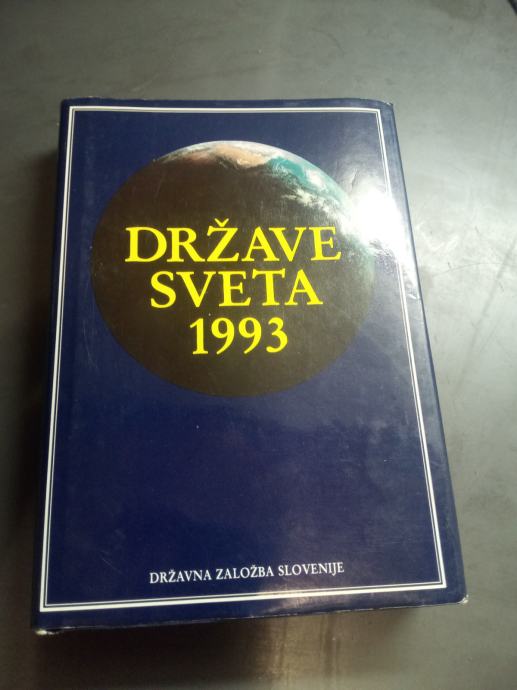 DRŽAVE
SVETA
1993
DRŽAVNA ZALOŽBA SLOVENIJE